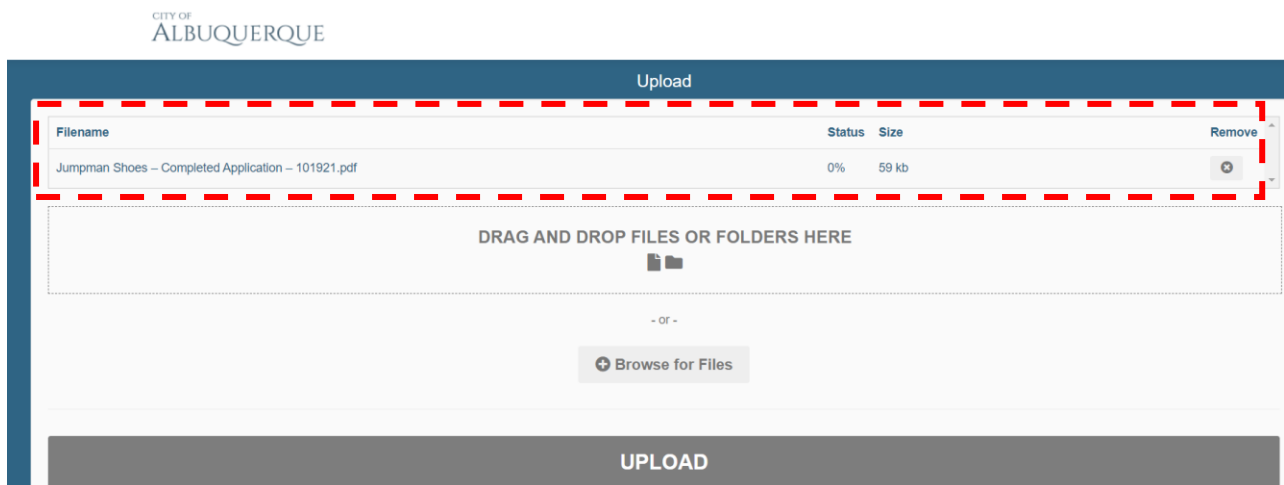 CITY OF
ALBUQUERQUE
Upload
Filename Status Size Remove
Jumpman Shoes – Completed Application – 101921.pdf 0% 59 kb
DRAG AND DROP FILES OR FOLDERS HERE
- or -
Browse for Files
UPLOAD